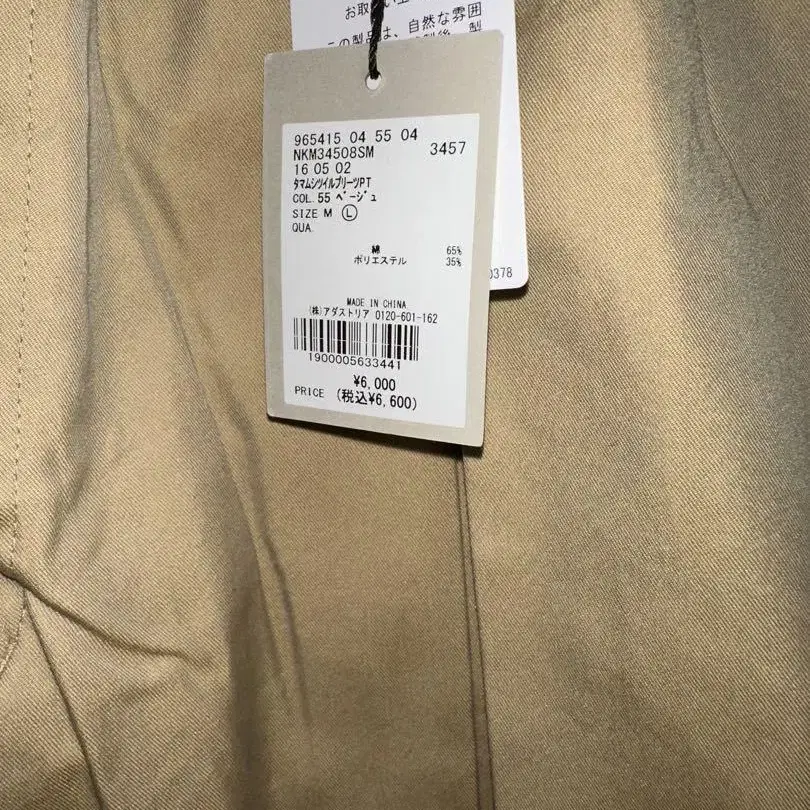 お取
この製品は、自然な雰囲
965415 04 55 04
NKM34508SM 3457
16 05 02
ﾀﾏﾑｼﾂｲﾙﾌﾟﾘｰﾂPT
COL. 55 ﾍﾞｰｼﾞｭ
SIZE M Ⓛ
QUA.
綿 65%
ポリエステル 35%
0378
MADE IN CHINA
(株)アダストリア 0120-601-162
1900005633441
¥6,000
PRICE (税込¥6,600)